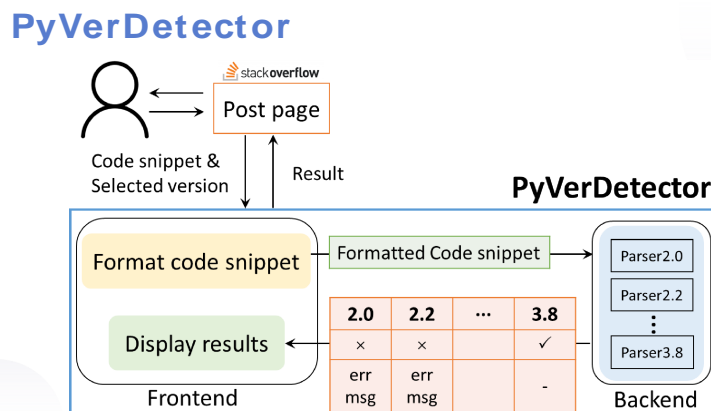 PyVerDetector
stackoverflow
Post page
Code snippet &
Selected version
Result
PyVerDetector
Format code snippet
Formatted Code snippet
Parser2.0
Parser2.2
⋮
Parser3.8
2.0 2.2 ... 3.8
× × ✓
err msg err msg -
Display results
Frontend
Backend